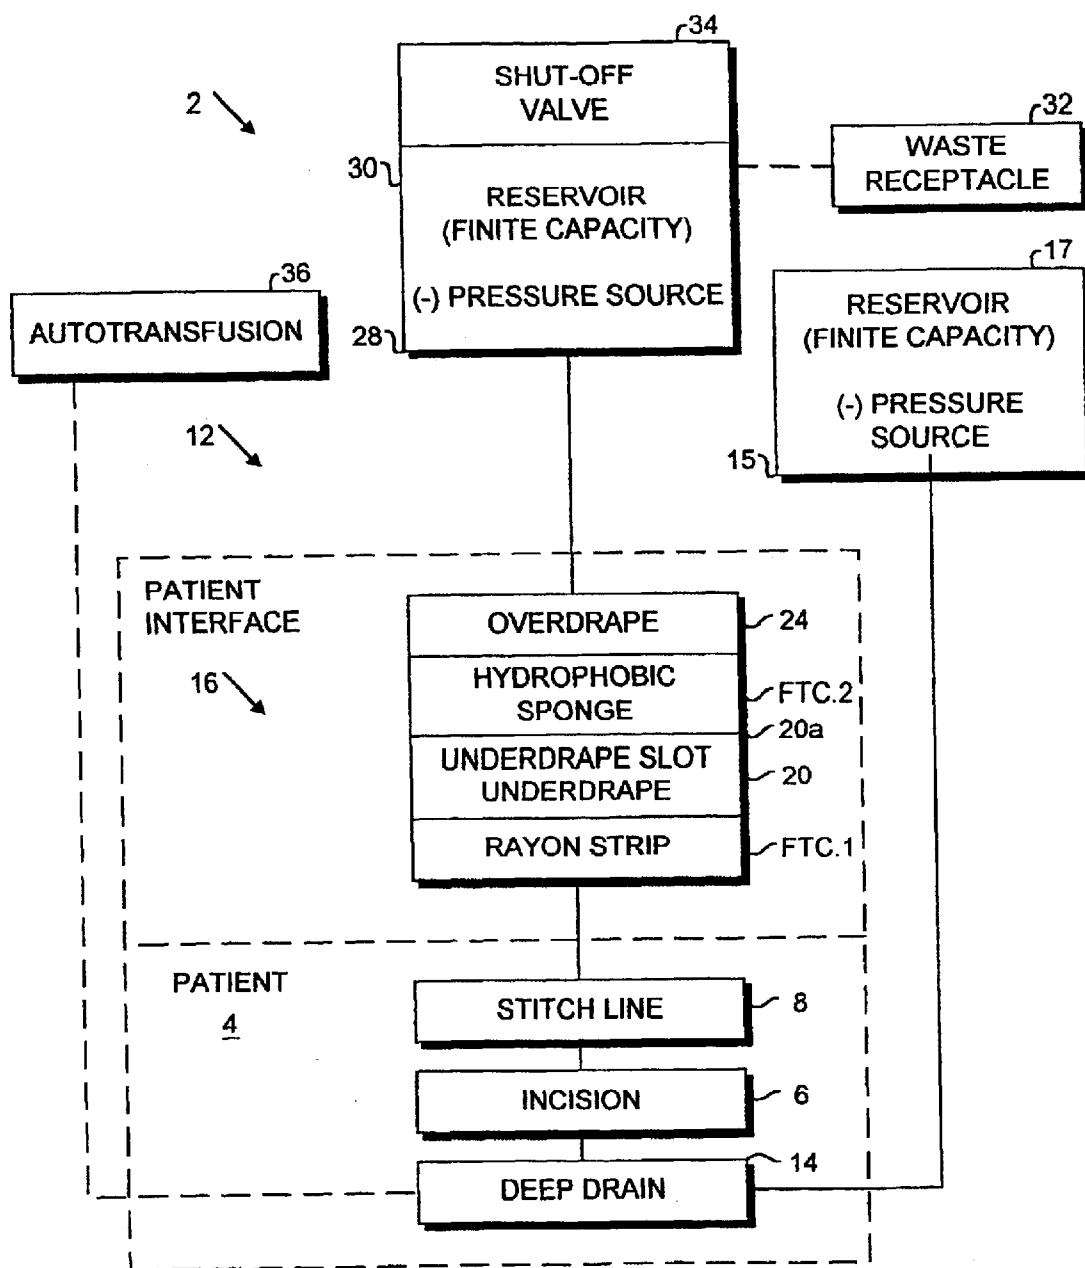 34
SHUT-OFF
VALVE
2
32
WASTE
RECEPTACLE
30
RESERVOIR
(FINITE CAPACITY)
(-) PRESSURE SOURCE
28
36
AUTOTRANSFUSION
17
RESERVOIR
(FINITE CAPACITY)
(-) PRESSURE
SOURCE
15
12
PATIENT
INTERFACE
16
OVERDRAPE
24
HYDROPHOBIC
SPONGE
FTC.2
20a
UNDERDRAPE SLOT
UNDERDRAPE
20
RAYON STRIP
FTC.1
PATIENT
4
STITCH LINE
8
INCISION
6
14
DEEP DRAIN